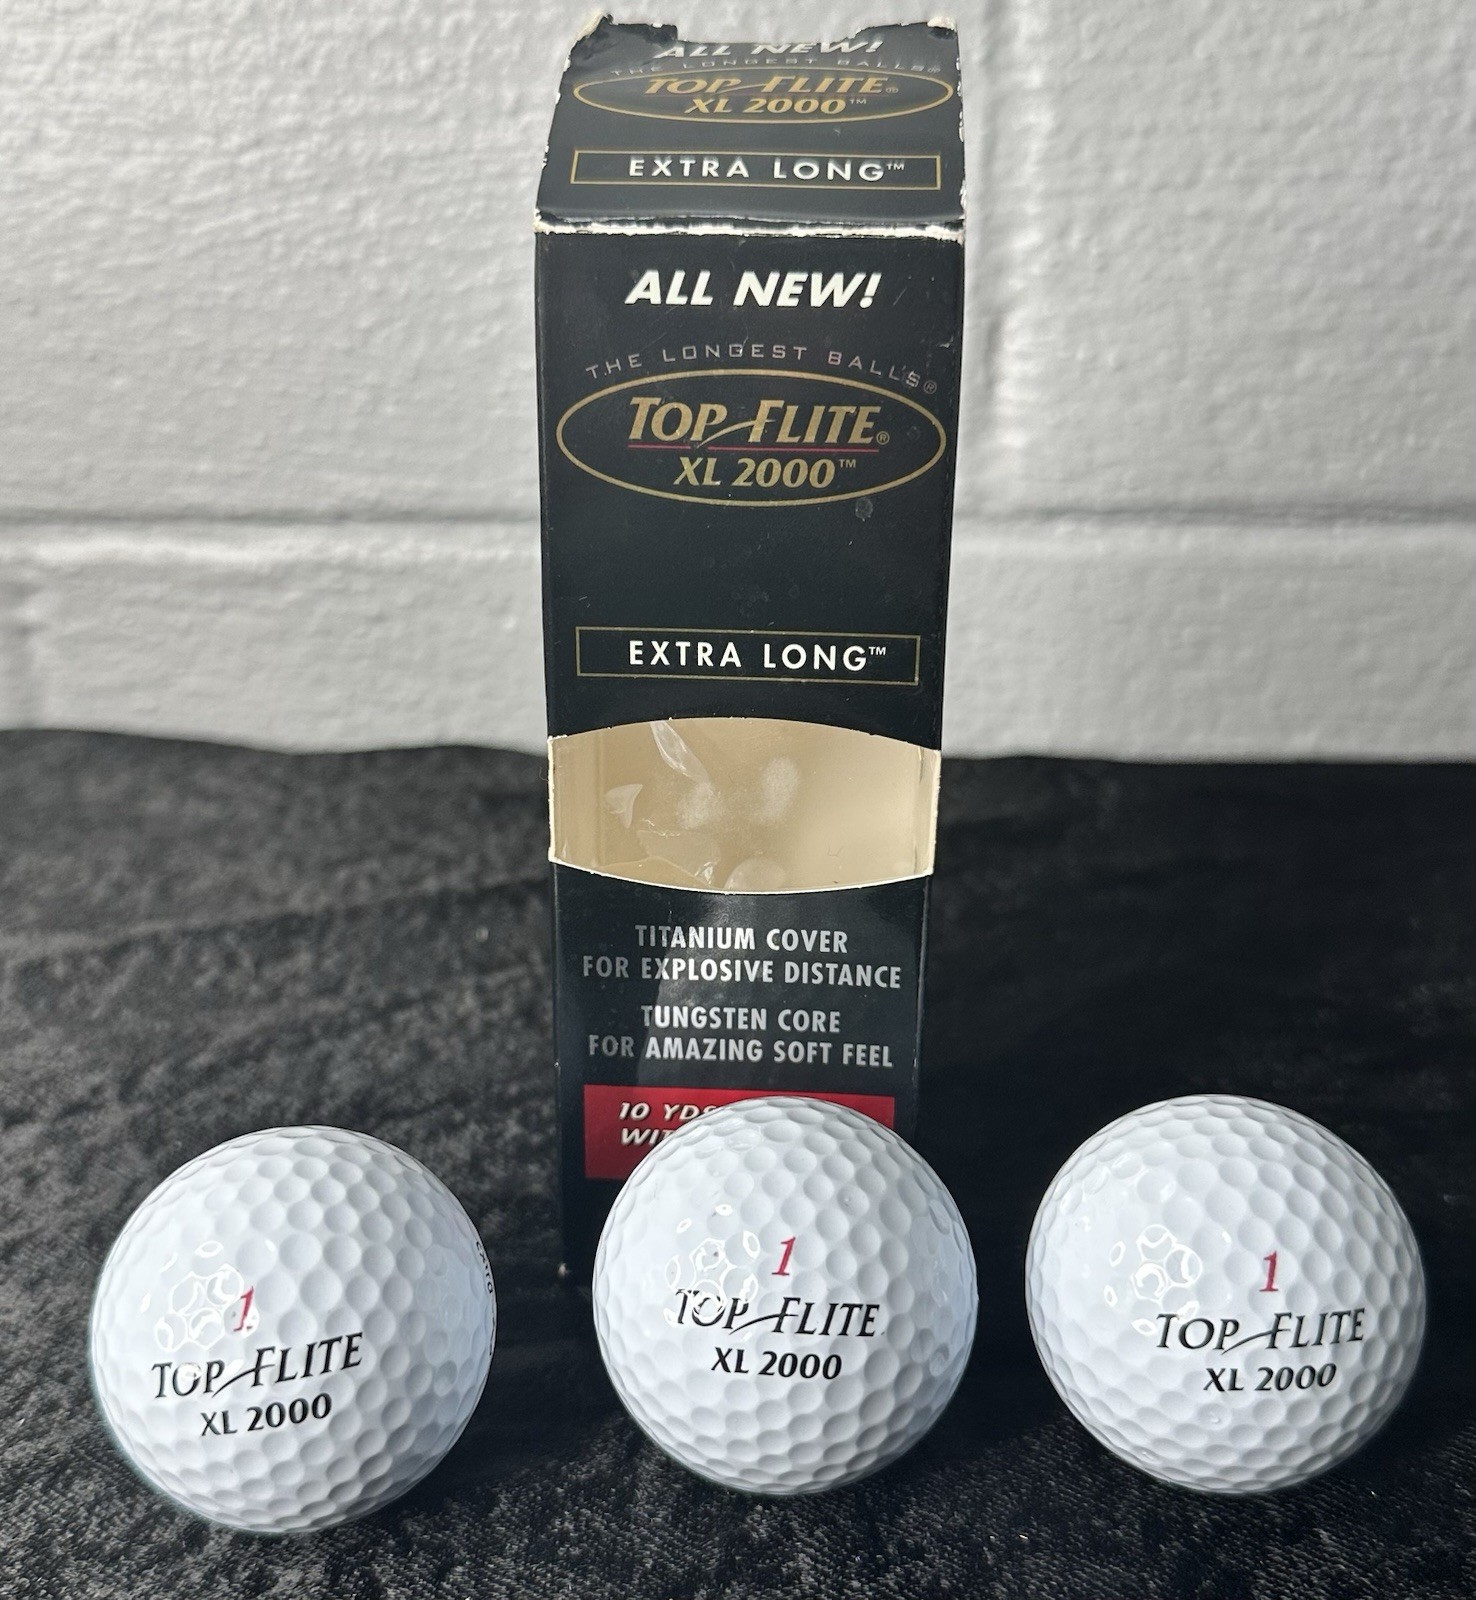 ALL NEW!
THE LONGEST BALLS®
TOP FLITE®
XL 2000™
EXTRA LONG™
ALL NEW!
THE LONGEST BALLS®
TOP FLITE®
XL 2000™
EXTRA LONG™
TITANIUM COVER
FOR EXPLOSIVE DISTANCE
TUNGSTEN CORE
FOR AMAZING SOFT FEEL
10
1
TOP FLITE
XL 2000
1
TOP FLITE
XL 2000
1
TOP FLITE
XL 2000